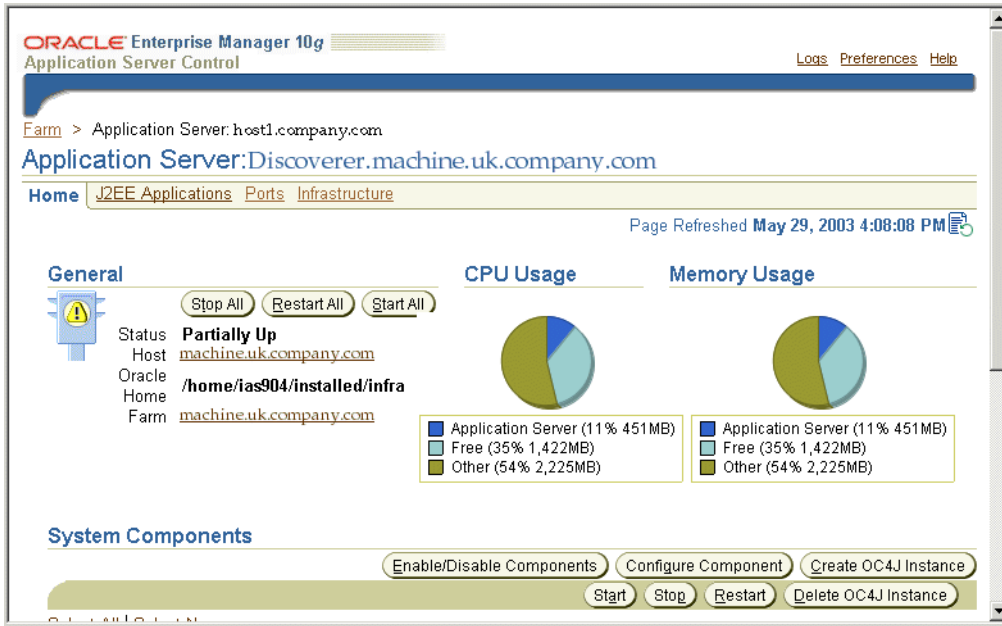 ORACLE Enterprise Manager 10g
Application Server Control
Logs Preferences Help
Farm > Application Server: host1.company.com
Application Server:Discoverer.machine.uk.company.com
Home J2EE Applications Ports Infrastructure
Page Refreshed May 29, 2003 4:08:08 PM
General
Stop All Restart All Start All
Status Partially Up
Host machine.uk.company.com
Oracle Home /home/ias904/installed/infra
Farm machine.uk.company.com
CPU Usage
Application Server (11% 451MB)
Free (35% 1,422MB)
Other (54% 2,225MB)
Memory Usage
Application Server (11% 451MB)
Free (35% 1,422MB)
Other (54% 2,225MB)
System Components
Enable/Disable Components Configure Component Create OC4J Instance
Start Stop Restart Delete OC4J Instance